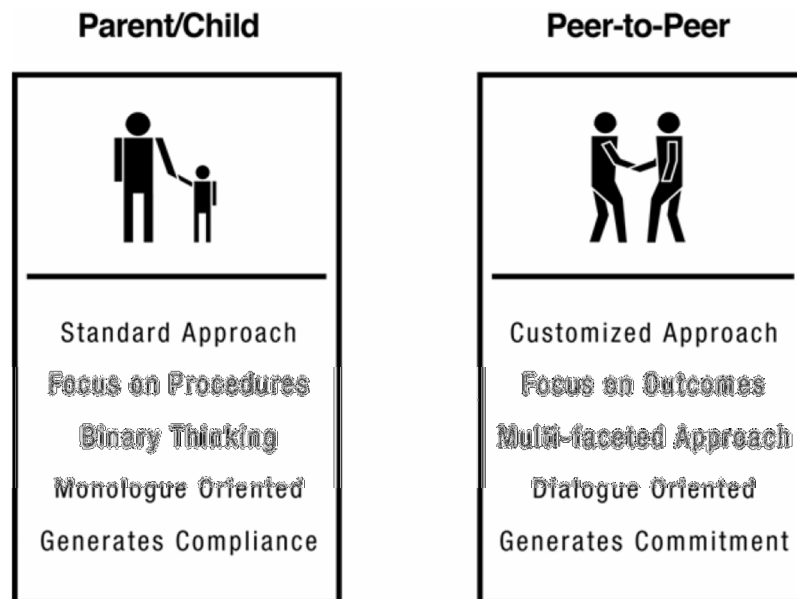 Parent/Child
Standard Approach
Focus on Procedures
Binary Thinking
Monologue Oriented
Generates Compliance
Peer-to-Peer
Customized Approach
Focus on Outcomes
Multi-faceted Approach
Dialogue Oriented
Generates Commitment